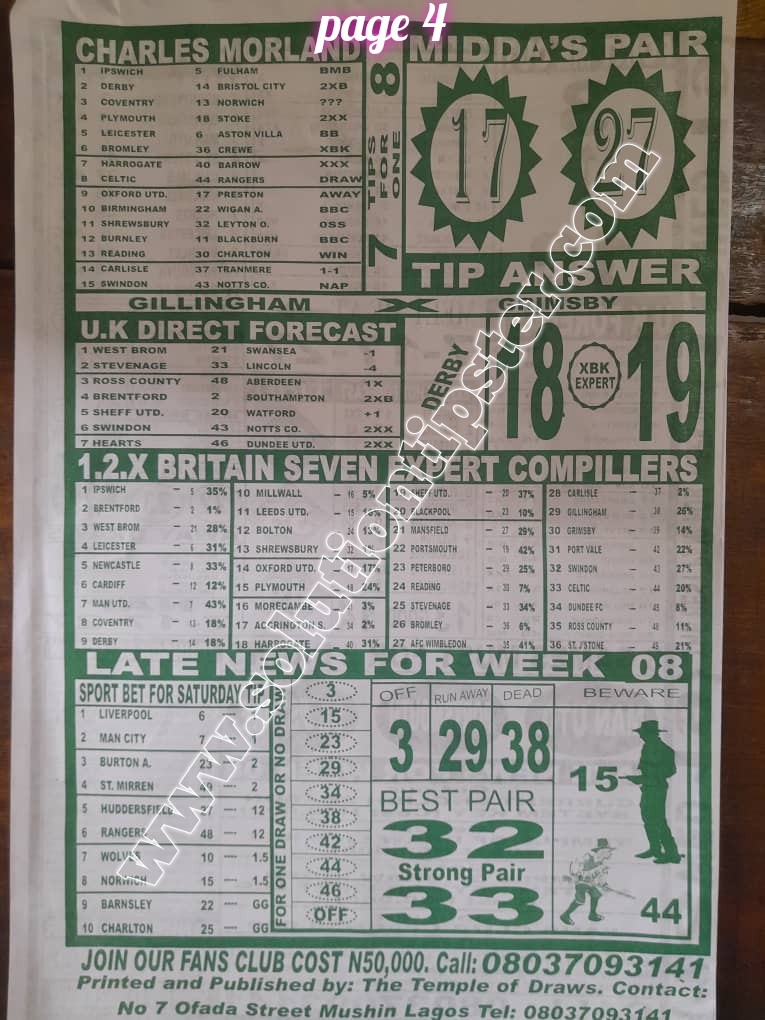 page 4
CHARLES MORLAND
1 IPSWICH 5 FULHAM BMB
2 DERBY 14 BRISTOL CITY 2XB
3 COVENTRY 13 NORWICH ???
4 PLYMOUTH 18 STOKE 2XX
5 LEICESTER 6 ASTON VILLA BB
6 BROMLEY 36 CREWE XBK
7 HARROGATE 40 BARROW XXX
8 CELTIC 44 RANGERS DRAW
9 OXFORD UTD. 17 PRESTON AWAY
10 BIRMINGHAM 22 WIGAN A. BBC
11 SHREWSBURY 32 LEYTON O. OSS
12 BURNLEY 11 BLACKBURN BBC
13 READING 30 CHARLTON WIN
14 CARLISLE 37 TRANMERE 1-1
15 SWINDON 43 NOTTS CO. NAP
7 TIPS FOR ONE 8
MIDDA'S PAIR
17 27
TIP ANSWER
GILLINGHAM X GRIMSBY
U.K DIRECT FORECAST
1 WEST BROM 21 SWANSEA -1
2 STEVENAGE 33 LINCOLN -4
3 ROSS COUNTY 48 ABERDEEN 1X
4 BRENTFORD 2 SOUTHAMPTON 2XB
5 SHEFF UTD. 20 WATFORD +1
6 SWINDON 43 NOTTS CO. 2XX
7 HEARTS 46 DUNDEE UTD. 2XX
DERBY
18 XBK EXPERT 19
1.2.X BRITAIN SEVEN EXPERT COMPILLERS
1 IPSWICH – 5 35%
2 BRENTFORD – 2 1%
3 WEST BROM – 21 28%
4 LEICESTER – 6 31%
5 NEWCASTLE – 8 33%
6 CARDIFF – 12 12%
7 MAN UTD. – 7 43%
8 COVENTRY – 13 18%
9 DERBY – 14 18%
10 MILLWALL – 16 5%
11 LEEDS UTD. – 15
12 BOLTON – 24
13 SHREWSBURY – 32
14 OXFORD UTD. 17%
15 PLYMOUTH 24%
16 MORECAMBE 3%
17 ACCRINGTON S. 2%
18 HARROGATE – 40 31%
19 SHEFF UTD. – 20 37%
20 BLACKPOOL – 23 10%
21 MANSFIELD – 27 29%
22 PORTSMOUTH – 19 42%
23 PETERBORO – 29 25%
24 READING – 30 7%
25 STEVENAGE – 33 34%
26 BROMLEY – 36 6%
27 AFC WIMBLEDON – 35 41%
28 CARLISLE – 37 2%
29 GILLINGHAM – 38 26%
30 GRIMSBY – 39 14%
31 PORT VALE – 42 22%
32 SWINDON – 43 27%
33 CELTIC – 44 20%
34 DUNDEE FC – 45 8%
35 ROSS COUNTY – 48 11%
36 ST. J'STONE – 21%
LATE NEWS FOR WEEK 08
SPORT BET FOR SATURDAY
1 LIVERPOOL 6
2 MAN CITY 1
3 BURTON A. 23 2
4 ST. MIRREN 49 ---- 2
5 HUDDERSFIELD ---- 12
6 RANGERS 48 ---- 12
7 WOLVES 10 ---- 1.5
8 NORWICH 15 ---- 1.5
9 BARNSLEY 22 ---- GG
10 CHARLTON 25 ---- GG
FOR ONE DRAW OR NO DRAW
3
15
23
29
34
38
42
44
46
OFF
OFF RUN AWAY DEAD
3 29 38
BEST PAIR
32
Strong Pair
33
BEWARE
15
44
JOIN OUR FANS CLUB COST N50,000. Call: 08037093141
Printed and Published by: The Temple of Draws. Contact:
No 7 Ofada Street Mushin Lagos Tel: 08037093141
www.solutiontipster.com